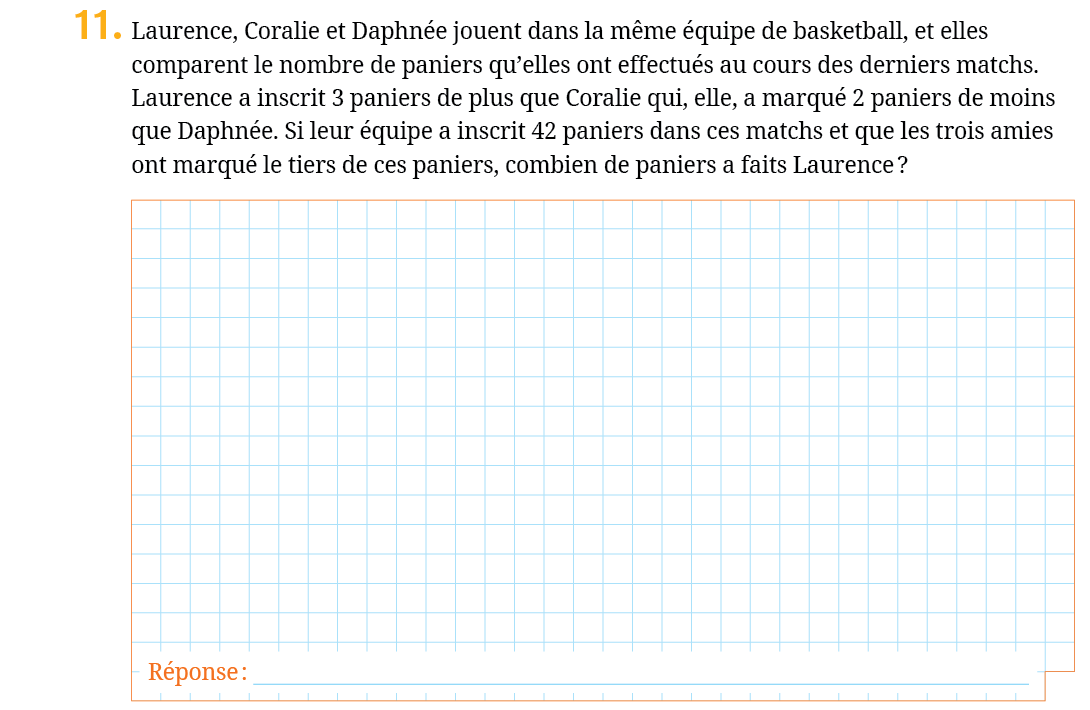 11. Laurence, Coralie et Daphnée jouent dans la même équipe de basketball, et elles
comparent le nombre de paniers qu’elles ont effectués au cours des derniers matchs.
Laurence a inscrit 3 paniers de plus que Coralie qui, elle, a marqué 2 paniers de moins
que Daphnée. Si leur équipe a inscrit 42 paniers dans ces matchs et que les trois amies
ont marqué le tiers de ces paniers, combien de paniers a faits Laurence ?
Réponse :